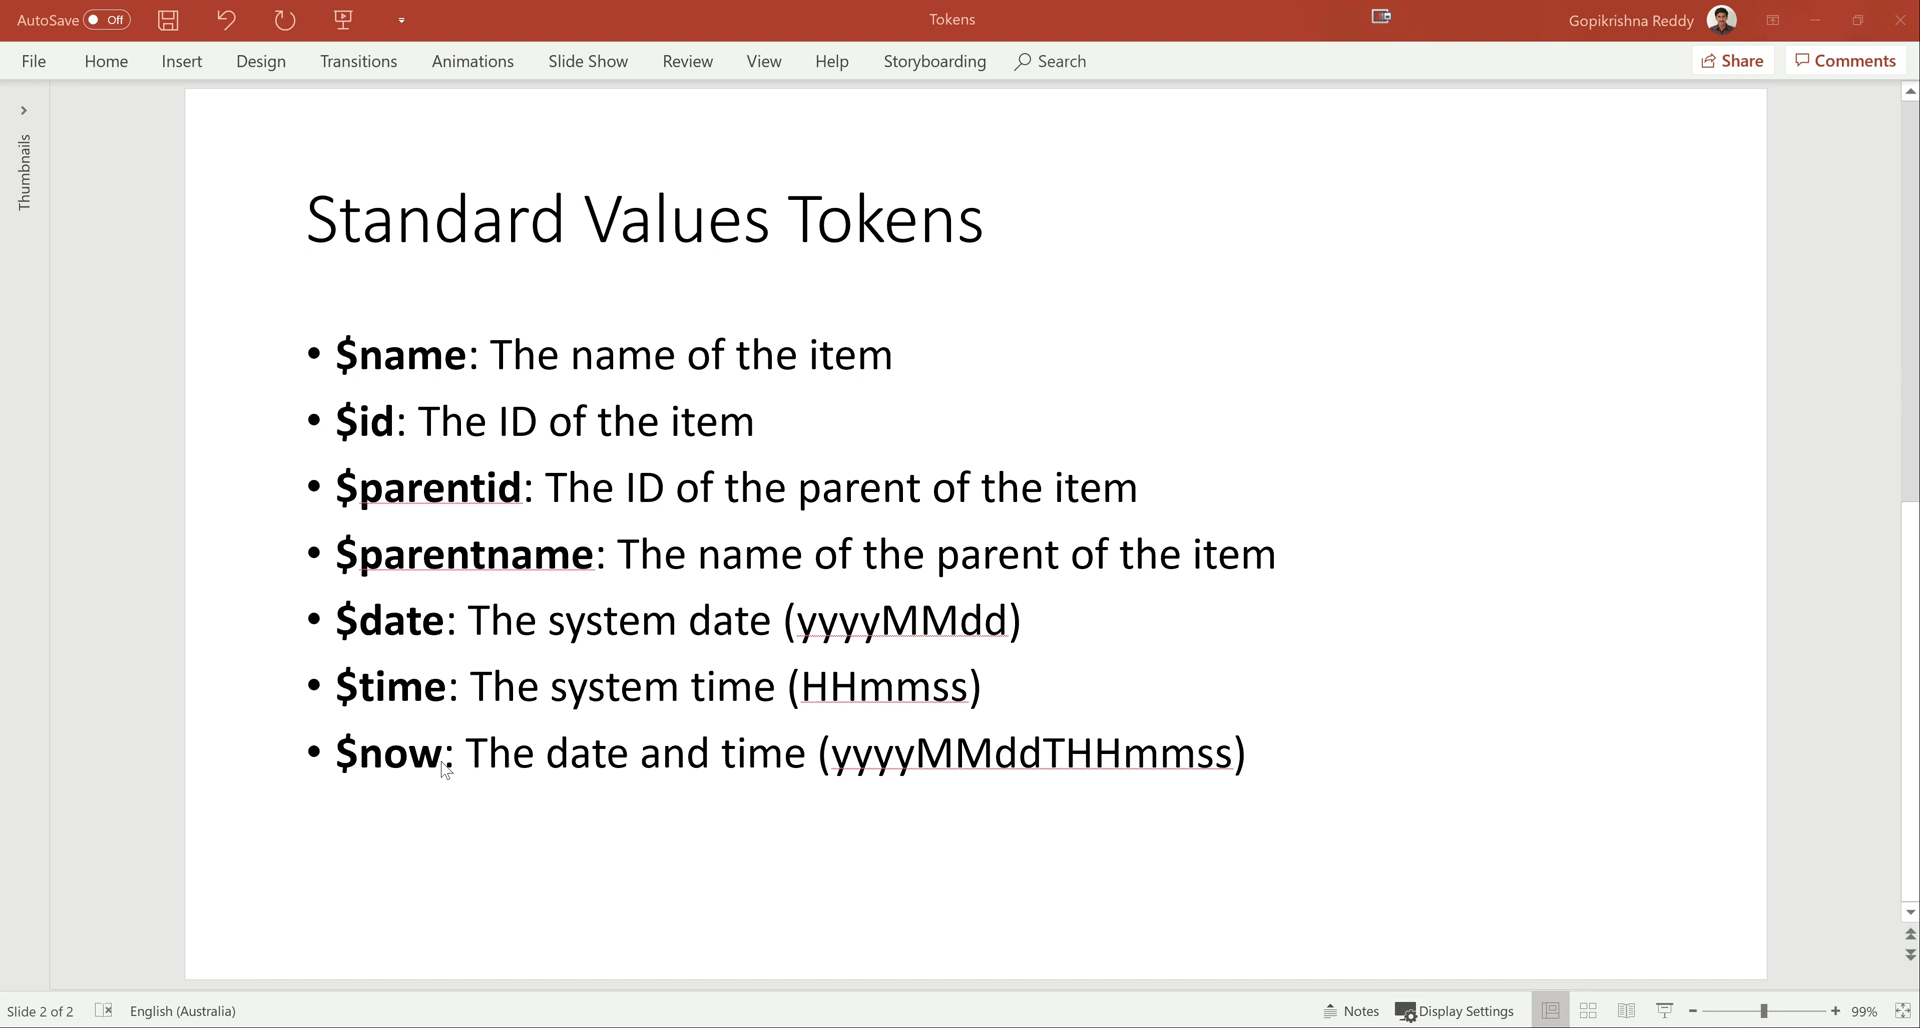 AutoSave Off
Tokens
Gopikrishna Reddy
File Home Insert Design Transitions Animations Slide Show Review View Help Storyboarding Search
Share Comments
Thumbnails
Standard Values Tokens
• $name: The name of the item
• $id: The ID of the item
• $parentid: The ID of the parent of the item
• $parentname: The name of the parent of the item
• $date: The system date (yyyyMMdd)
• $time: The system time (HHmmss)
• $now: The date and time (yyyyMMddTHHmmss)
Slide 2 of 2 English (Australia) Notes Display Settings 99%